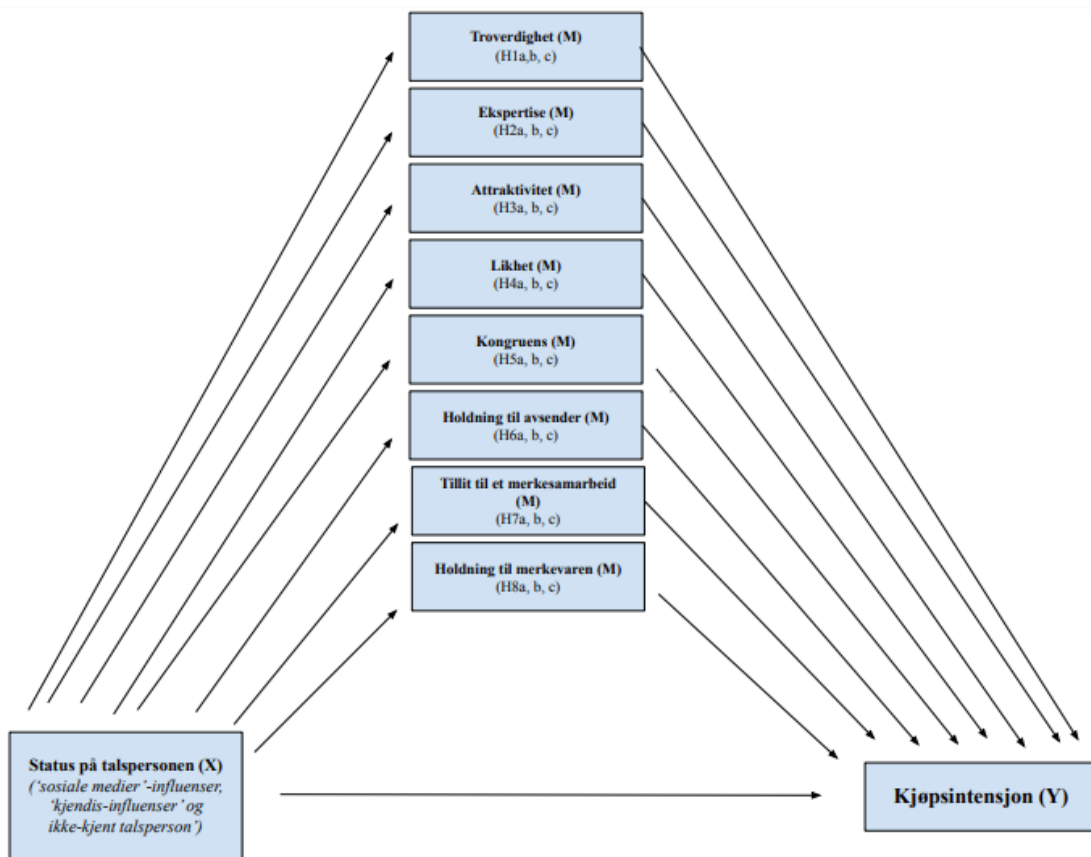 Troverdighet (M)
(H1a,b, c)
Ekspertise (M)
(H2a, b, c)
Attraktivitet (M)
(H3a, b, c)
Likhet (M)
(H4a, b, c)
Kongruens (M)
(H5a, b, c)
Holdning til avsender (M)
(H6a, b, c)
Tillit til et merkesamarbeid
(M)
(H7a, b, c)
Holdning til merkevaren (M)
(H8a, b, c)
Status på talspersonen (X)
(‘sosiale medier’-influenser,
‘kjendis-influenser’ og
ikke-kjent talsperson’)
Kjøpsintensjon (Y)